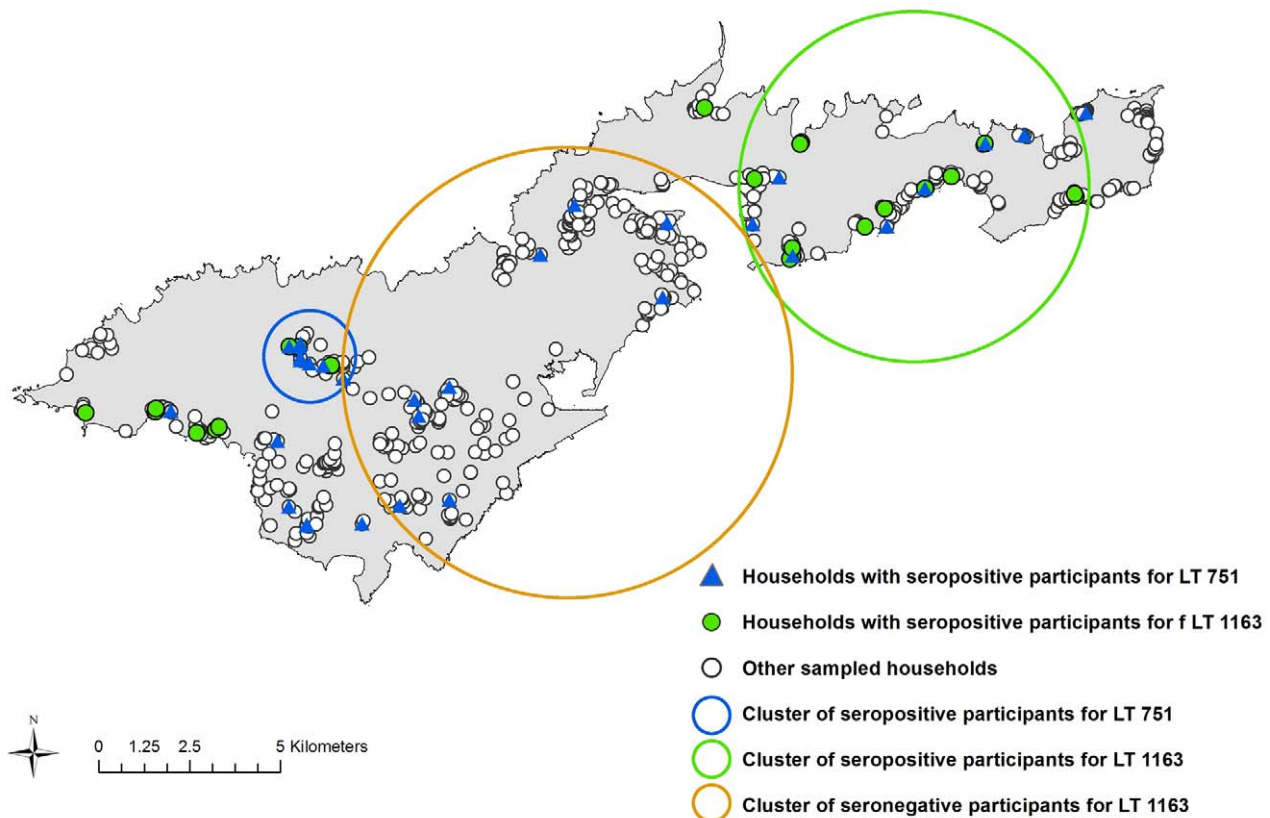 Households with seropositive participants for LT 751
Households with seropositive participants for f LT 1163
Other sampled households
Cluster of seropositive participants for LT 751
Cluster of seropositive participants for LT 1163
Cluster of seronegative participants for LT 1163
N
0 1.25 2.5 5 Kilometers